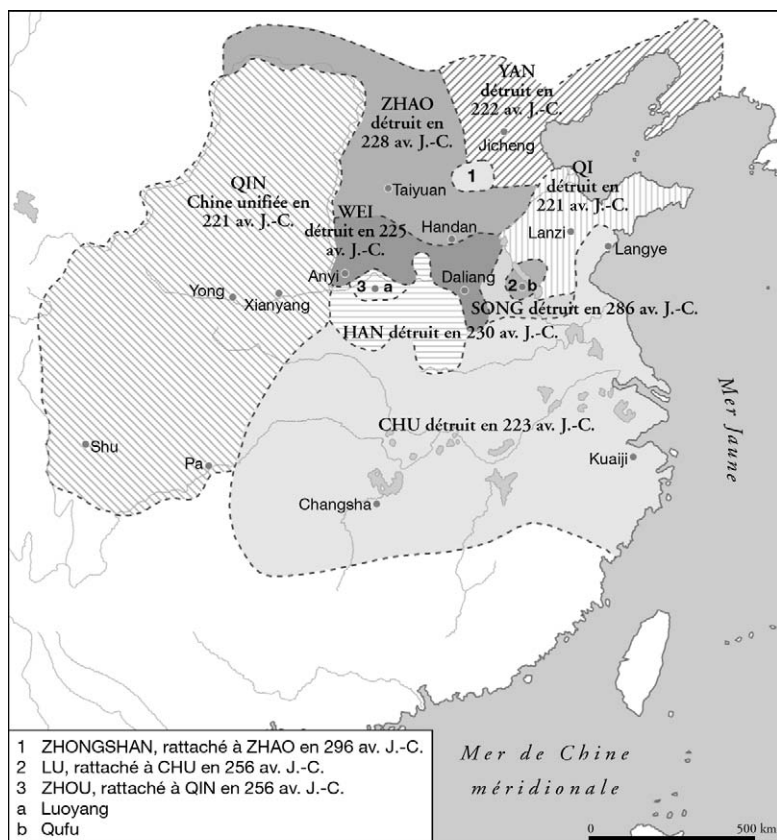 YAN
détruit en
222 av. J.-C.
Jicheng
ZHAO
détruit en
228 av. J.-C.
1
Taiyuan
QI
détruit en
221 av. J.-C.
Lanzi
Langye
QIN
Chine unifiée en
221 av. J.-C.
WEI
détruit en 225
av. J.-C.
Handan
Anyi
3 a
Daliang
2 b
Yong
Xianyang
SONG détruit en 286 av. J.-C.
HAN détruit en 230 av. J.-C.
Mer Jaune
CHU détruit en 223 av. J.-C.
Shu
Pa
Kuaiji
Changsha
1 ZHONGSHAN, rattaché à ZHAO en 296 av. J.-C.
2 LU, rattaché à CHU en 256 av. J.-C.
3 ZHOU, rattaché à QIN en 256 av. J.-C.
a Luoyang
b Qufu
Mer de Chine
méridionale
0 500 km